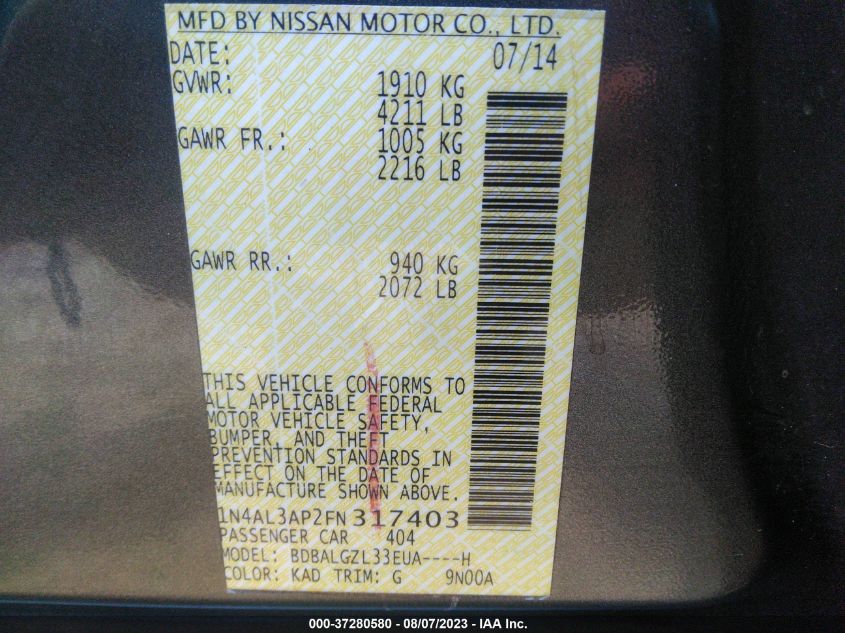 MFD BY NISSAN MOTOR CO., LTD.
DATE: 07/14
GVWR: 1910 KG
4211 LB
GAWR FR.: 1005 KG
2216 LB
GAWR RR.: 940 KG
2072 LB
THIS VEHICLE CONFORMS TO
ALL APPLICABLE FEDERAL
MOTOR VEHICLE SAFETY,
BUMPER, AND THEFT
PREVENTION STANDARDS IN
EFFECT ON THE DATE OF
MANUFACTURE SHOWN ABOVE.
1N4AL3AP2FN317403
PASSENGER CAR 404
MODEL: BDBALGZL33EUA----H
COLOR: KAD TRIM: G 9N00A
000-37280580 - 08/07/2023 - IAA Inc.